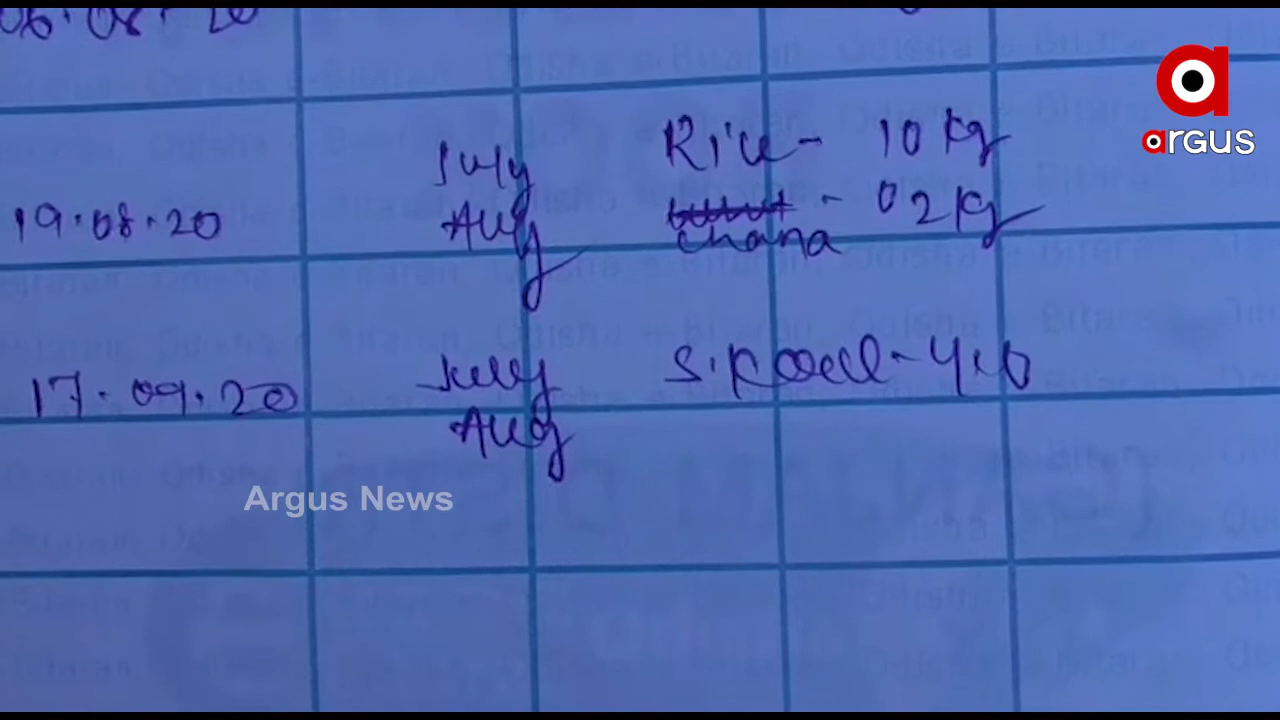 06.08.20
argus
July Rice - 10 Kg
19.08.20 Aug - 02 Kg
chana
17.09.20 July S.K oeel - 4.0
Aug
Argus News